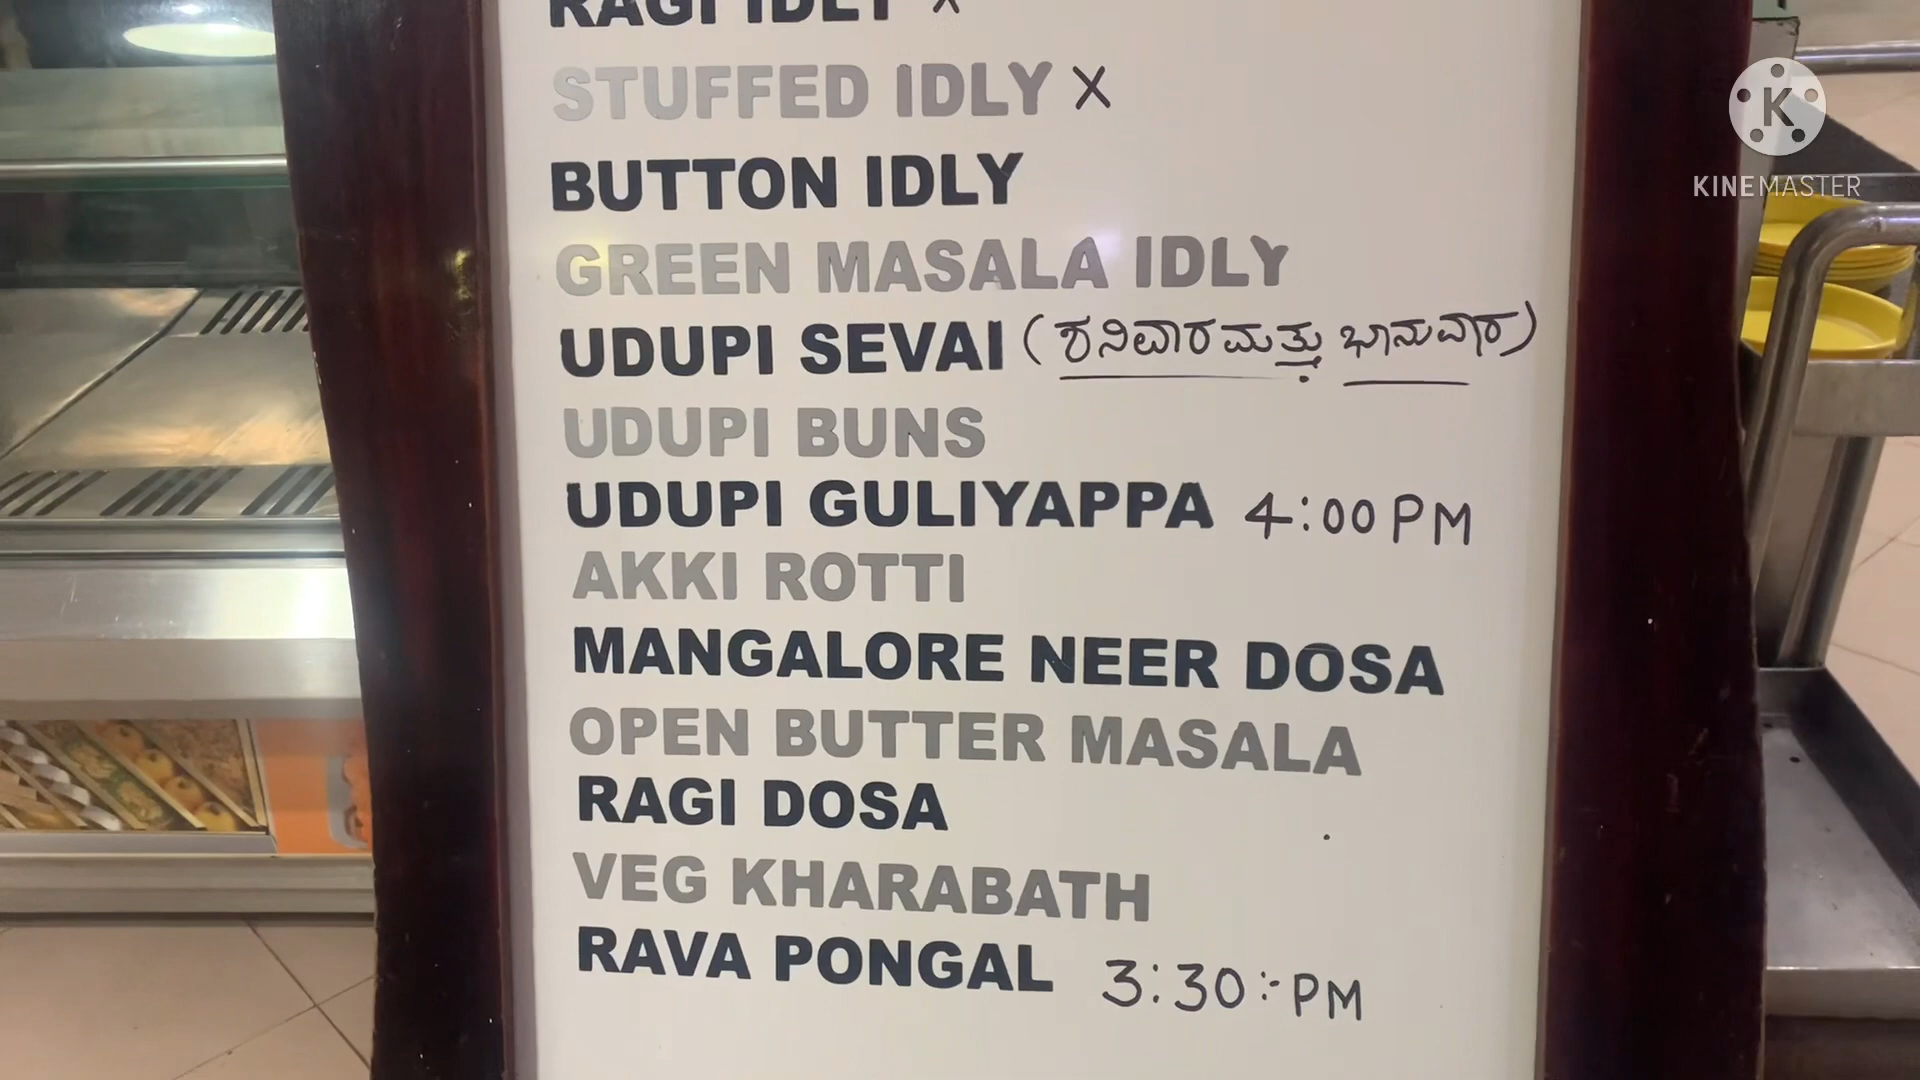 RAGI IDLY X
STUFFED IDLY X
BUTTON IDLY
GREEN MASALA IDLY
UDUPI SEVAI (ಶನಿವಾರ ಮತ್ತು ಭಾನುವಾರ)
UDUPI BUNS
UDUPI GULIYAPPA 4:00 PM
AKKI ROTTI
MANGALORE NEER DOSA
OPEN BUTTER MASALA
RAGI DOSA
VEG KHARABATH
RAVA PONGAL 3:30:- PM
K
KINEMASTER